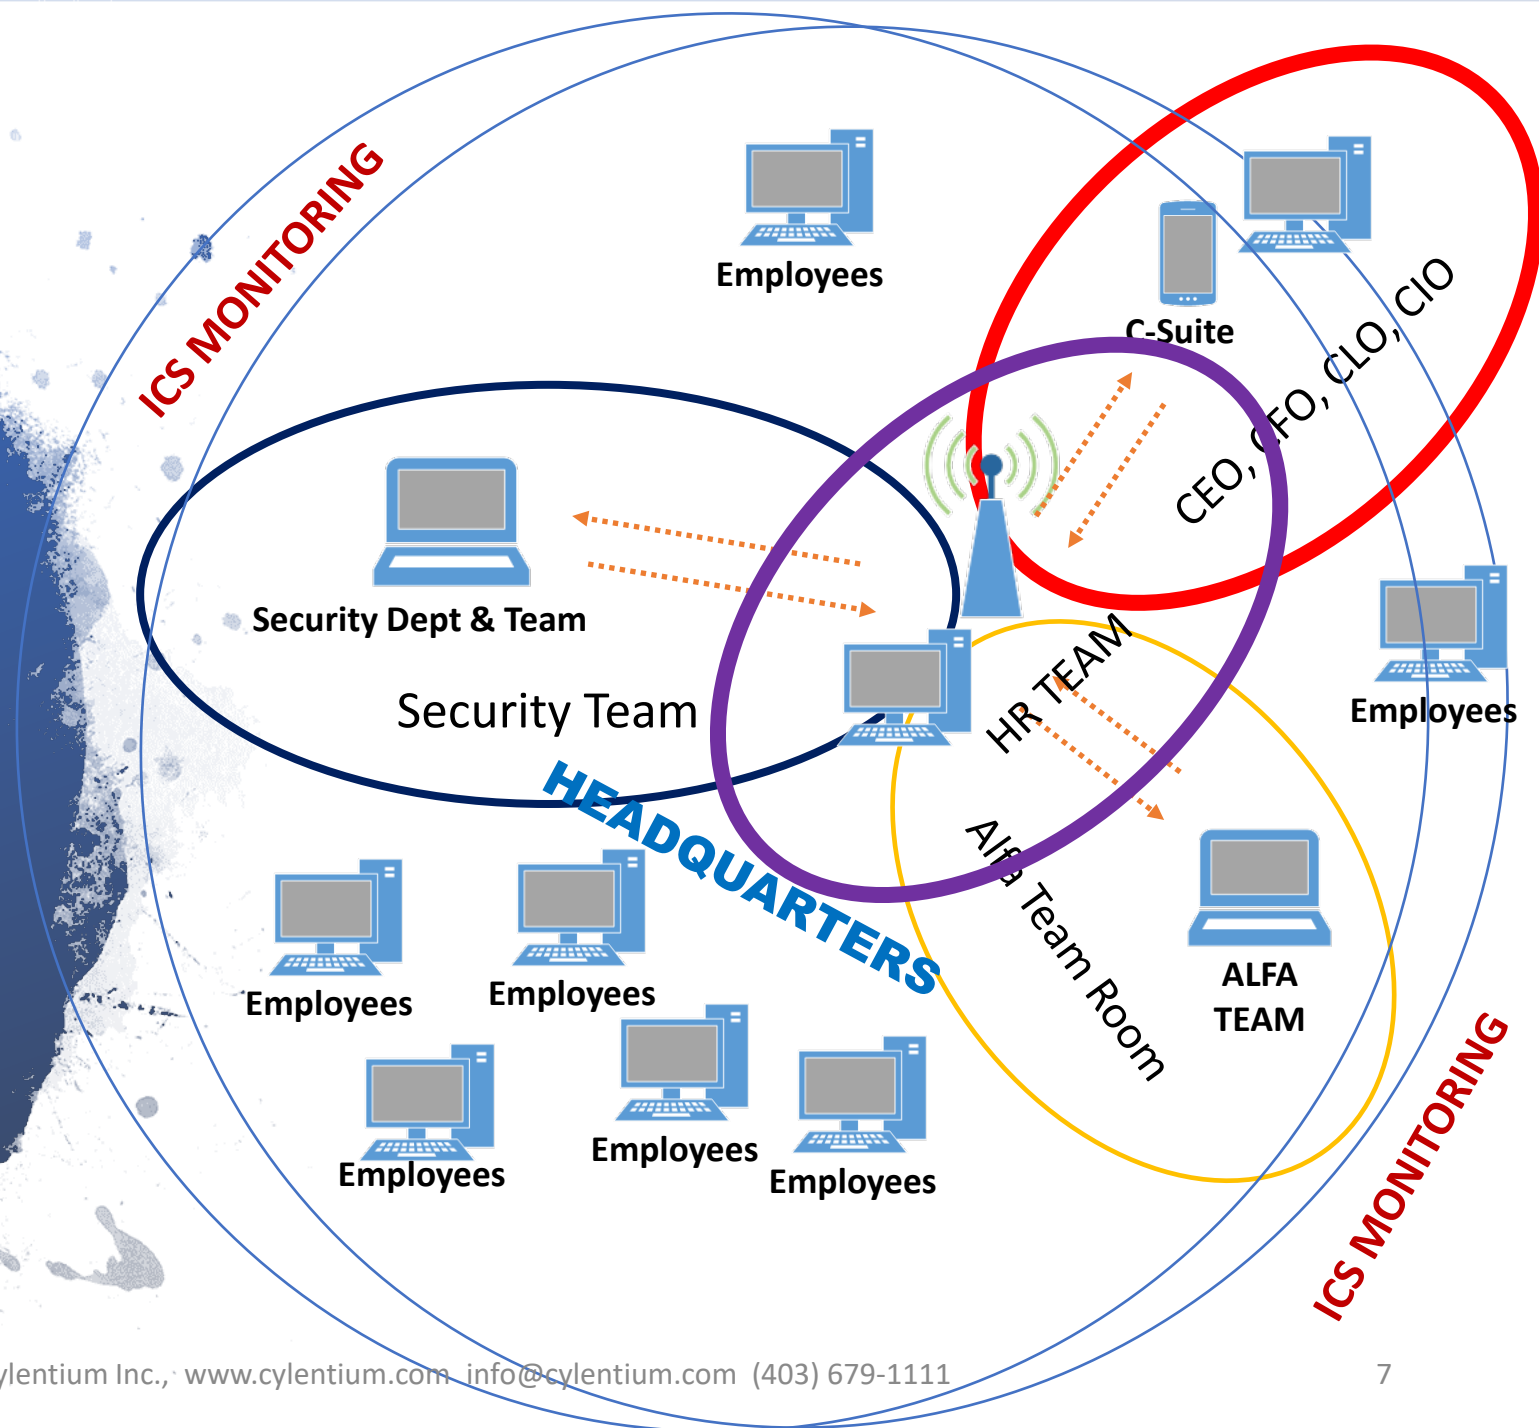 ICS MONITORING
Employees
C-Suite
CEO, CFO, CLO, CIO
Security Dept & Team
Security Team
HR TEAM
Employees
HEADQUARTERS
Alfa Team Room
ALFA
TEAM
Employees
Employees
Employees
Employees
Employees
ICS MONITORING
ylentium Inc., www.cylentium.com info@cylentium.com (403) 679-1111
7